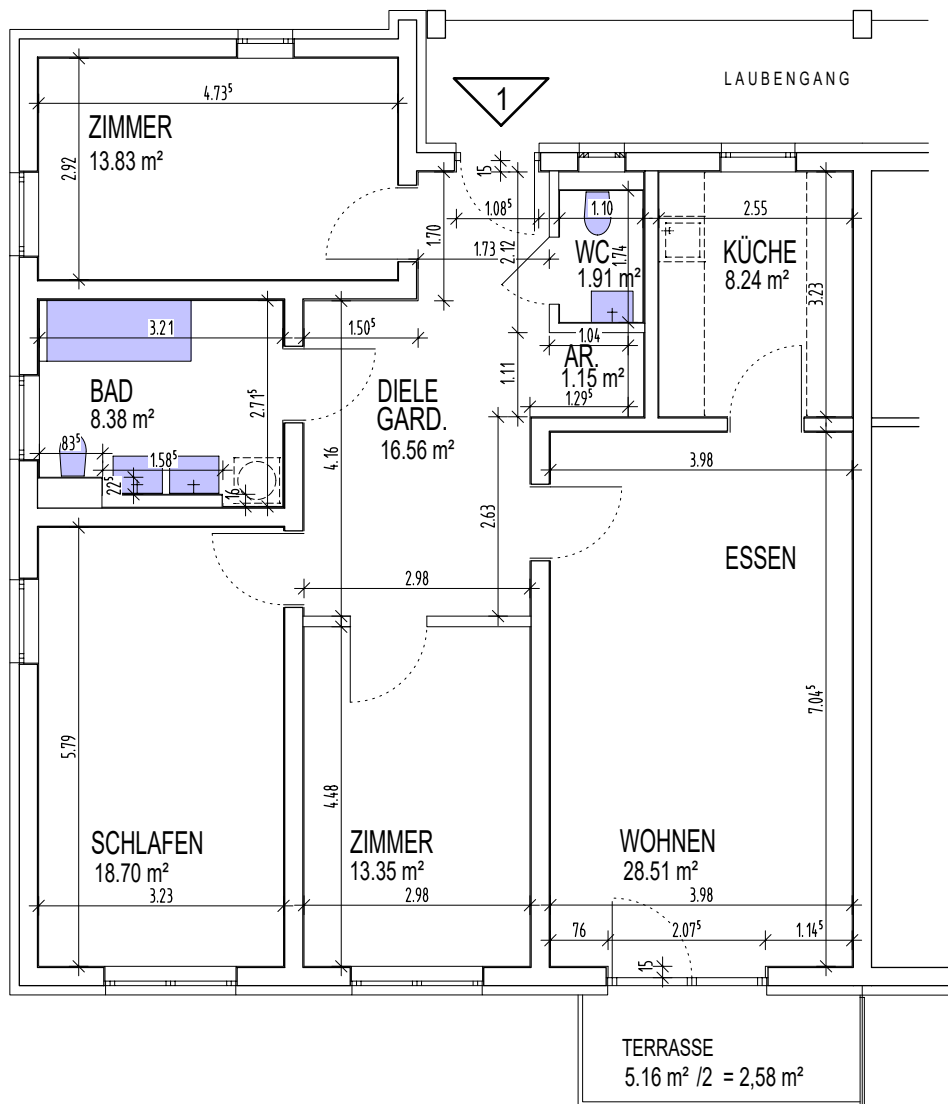 LAUBENGANG
1
4.73⁵
ZIMMER
13.83 m²
2.92
15
1.08⁵
1.10
2.55
1.70
1.73
2.12
WC
1.91 m²
1.74
KÜCHE
8.24 m²
3.23
3.21
1.50⁵
1.04
AR.
1.15 m²
1.11
1.29⁵
BAD
8.38 m²
2.71⁵
DIELE
GARD.
16.56 m²
4.16
83⁵
1.58⁵
22⁵
16
3.98
2.63
ESSEN
2.98
7.04⁵
5.79
4.48
SCHLAFEN
18.70 m²
ZIMMER
13.35 m²
WOHNEN
28.51 m²
3.23
2.98
3.98
76
2.07⁵
1.14⁵
15
TERRASSE
5.16 m² /2 = 2,58 m²